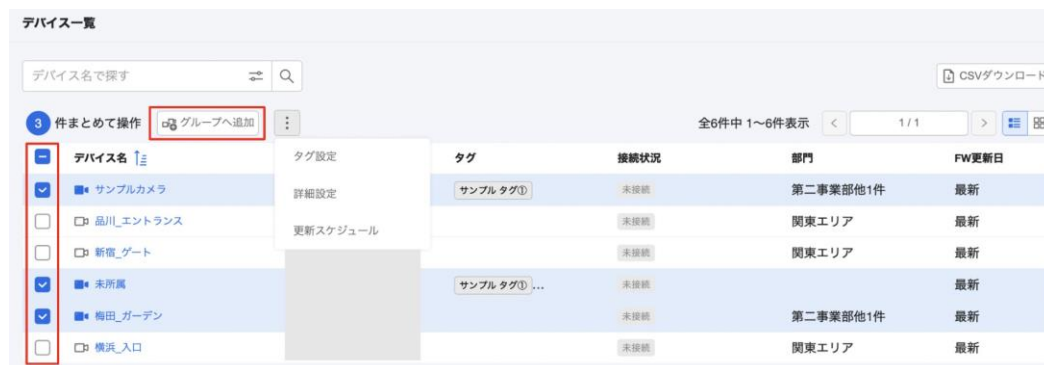 デバイス一覧
デバイス名で探す
CSVダウンロード
3 件まとめて操作 グループへ追加 全6件中 1〜6件表示 < 1 / 1 >
デバイス名 タグ 接続状況 部門 FW更新日
タグ設定
詳細設定
更新スケジュール
サンプルカメラ サンプル タグ① 未接続 第二事業部他1件 最新
品川_エントランス 未接続 関東エリア 最新
新宿_ゲート 未接続 関東エリア 最新
未所属 サンプル タグ① ... 未接続 最新
梅田_ガーデン 未接続 第二事業部他1件 最新
横浜_入口 未接続 関東エリア 最新